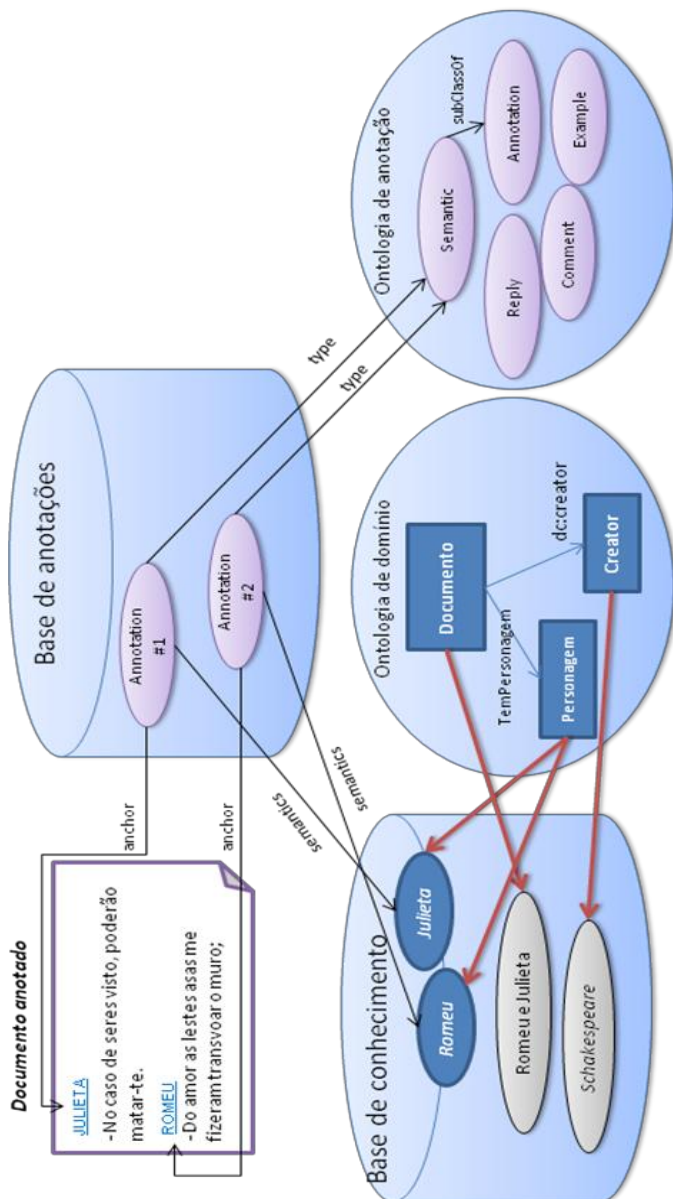 Documento anotado
JULIETA
-No caso de seres visto, poderão
matar-te.
ROMEU
-Do amor as lestes asas me
fizeram transvoar o muro;
anchor
anchor
Base de anotações
Annotation
#1
Annotation
#2
type
type
semantics
semantics
Base de conhecimento
Julieta
Romeu
Romeu e Julieta
Schakespeare
Ontologia de domínio
Documento
TemPersonagem
dc:creator
Personagem
Creator
Ontologia de anotação
Semantic
subClassOf
Annotation
Reply
Comment
Example